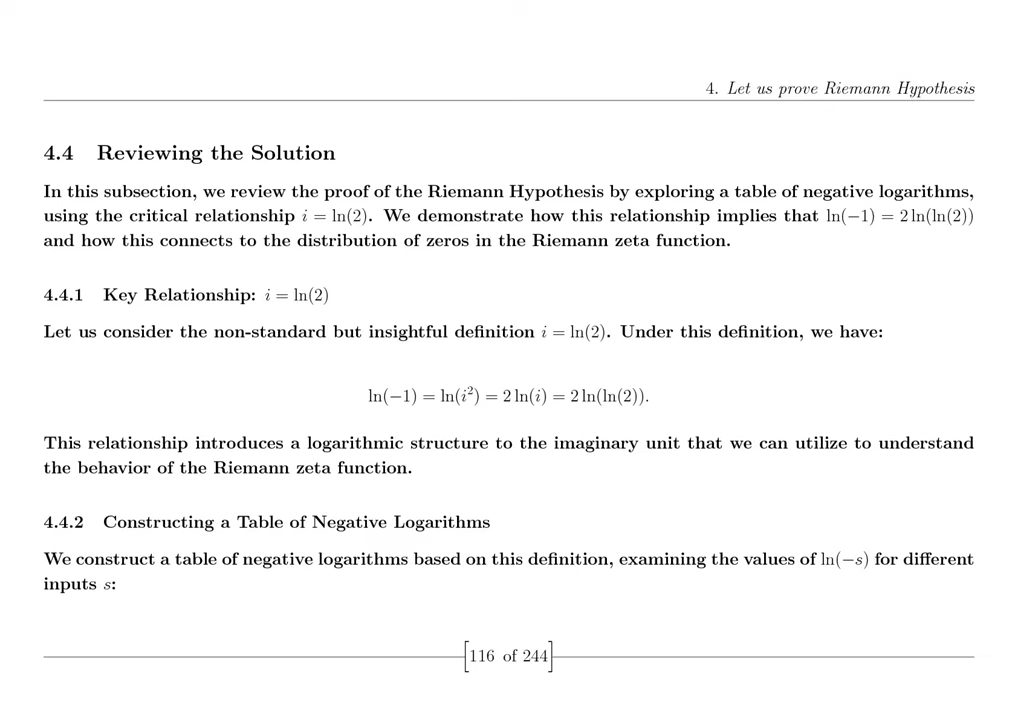 4. Let us prove Riemann Hypothesis
4.4 Reviewing the Solution
In this subsection, we review the proof of the Riemann Hypothesis by exploring a table of negative logarithms,
using the critical relationship i = ln(2). We demonstrate how this relationship implies that ln(−1) = 2 ln(ln(2))
and how this connects to the distribution of zeros in the Riemann zeta function.
4.4.1 Key Relationship: i = ln(2)
Let us consider the non-standard but insightful definition i = ln(2). Under this definition, we have:
ln(−1) = ln(i²) = 2 ln(i) = 2 ln(ln(2)).
This relationship introduces a logarithmic structure to the imaginary unit that we can utilize to understand
the behavior of the Riemann zeta function.
4.4.2 Constructing a Table of Negative Logarithms
We construct a table of negative logarithms based on this definition, examining the values of ln(−s) for different
inputs s:
[116 of 244]